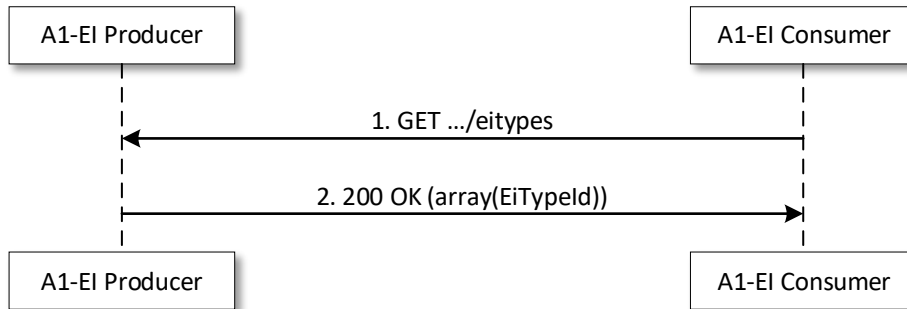 A1-EI Producer
A1-EI Consumer
1. GET .../eitypes
2. 200 OK (array(EiTypeId))
A1-EI Producer
A1-EI Consumer